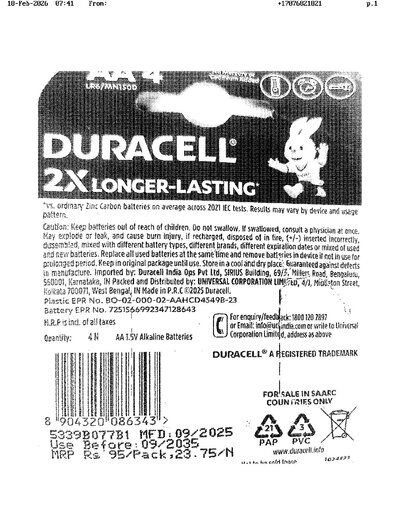 18-Feb-2026 07:41 From: +17076021021 p.1
AA 4
LR6/MN1500
DURACELL®
2X LONGER-LASTING*
*vs. ordinary Zinc Carbon batteries on average across 2021 IEC tests. Results may vary by device and usage
pattern.
Caution: Keep batteries out of reach of children. Do not swallow. If swallowed, consult a physician at once.
May explode or leak, and cause burn injury, if recharged, disposed of in fire, (+/-) inserted incorrectly,
disassembled, mixed with different battery types, different brands, different expiration dates or mixed of used
and new batteries. Replace all used batteries at the same time and remove batteries in device if not in use for
prolonged period. Keep in original package until use. Store in a cool and dry place. Guaranteed against defects
in manufacture. Imported by: Duracell India Ops Pvt Ltd, SIRIUS Building, 69/3, Millers Road, Bengaluru,
560001, Karnataka, IN Packed and Distributed by: UNIVERSAL CORPORATION LIMITED, 4/1, Middleton Street,
Kolkata 700071, West Bengal, IN Made in P.R.C ©2025 Duracell.
Plastic EPR No. BO-02-000-02-AAHCD4549B-23
Battery EPR No. 7251566992347128643
M.R.P is incl. of all taxes
Quantity: 4 N AA 1.5V Alkaline Batteries
For enquiry/feedback: 1800 120 7897
or Email: info@uclindia.com or write to Universal
Corporation Limited, address as above
DURACELL® A REGISTERED TRADEMARK
8 904320 086343 >
FOR SALE IN SAARC
COUNTRIES ONLY
21 PAP
3 PVC
www.duracell.info
Not to be sold loose
5339B077B1 MFD:09/2025
Use Before:09/2035
MRP Rs 95/Pack,23.75/N